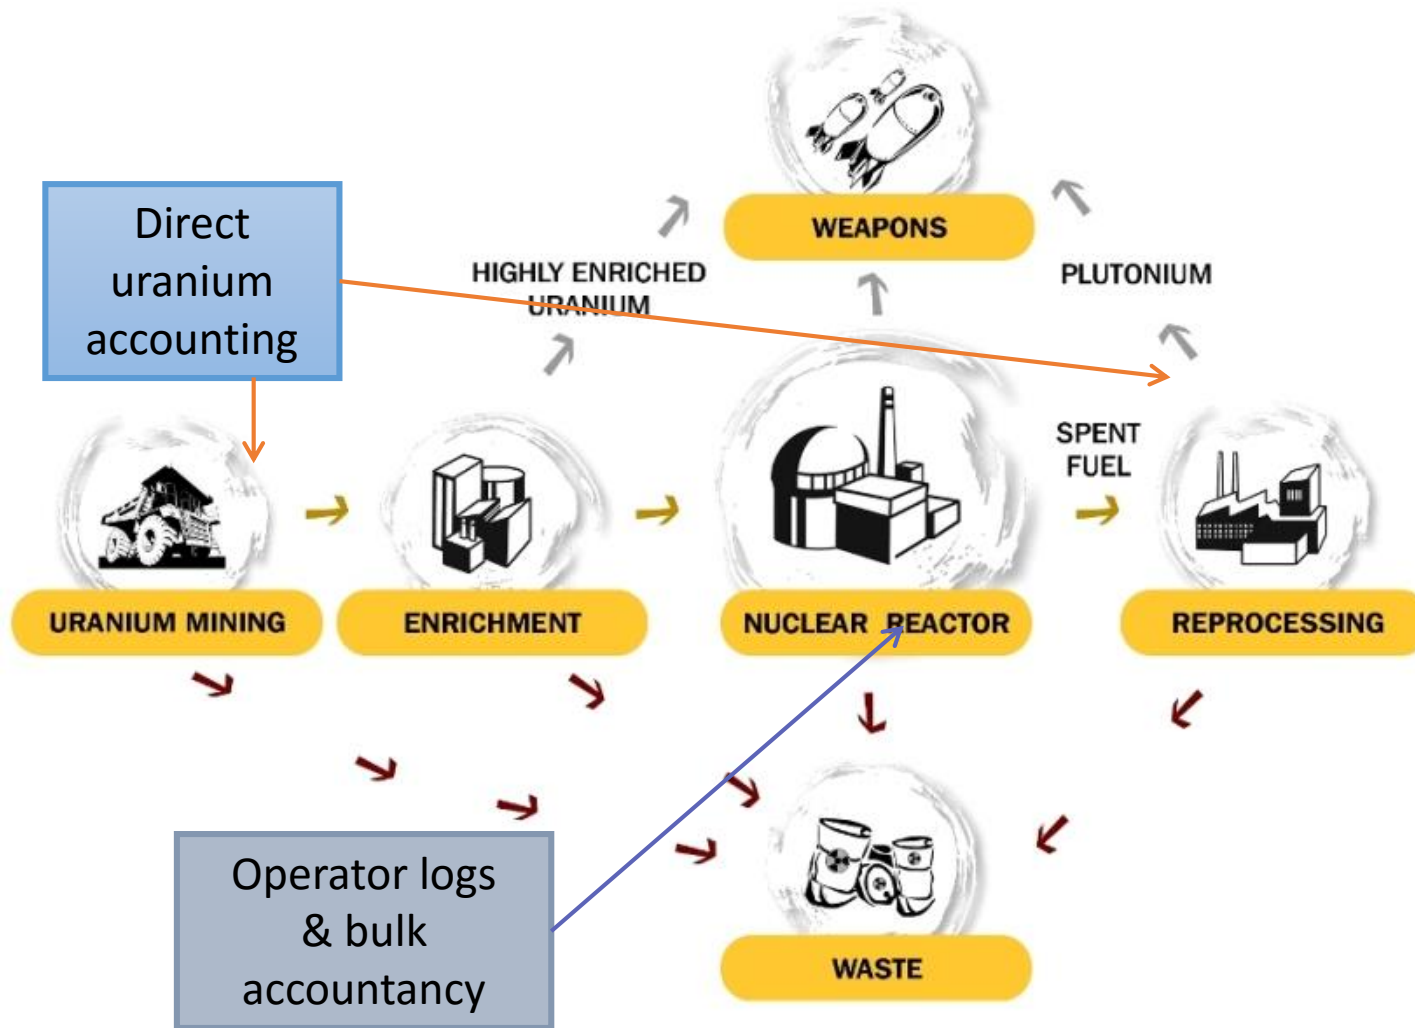 WEAPONS
Direct
uranium
accounting
HIGHLY ENRICHED
URANIUM
PLUTONIUM
SPENT
FUEL
URANIUM MINING
ENRICHMENT
NUCLEAR REACTOR
REPROCESSING
Operator logs
& bulk
accountancy
WASTE